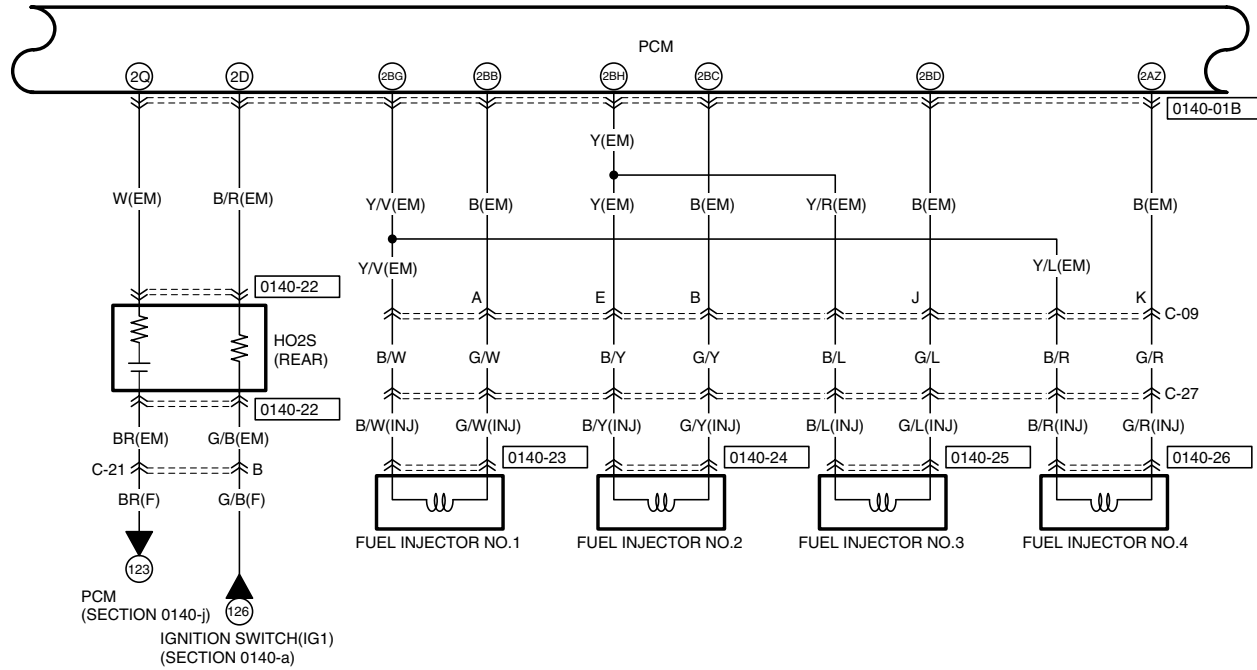 PCM
2Q
2D
2BG
2BB
2BH
2BC
2BD
2AZ
0140-01B
Y(EM)
W(EM)
B/R(EM)
Y/V(EM)
B(EM)
Y(EM)
B(EM)
Y/R(EM)
B(EM)
B(EM)
Y/V(EM)
Y/L(EM)
0140-22
A
E
B
J
K
C-09
HO2S
(REAR)
B/W
G/W
B/Y
G/Y
B/L
G/L
B/R
G/R
C-27
0140-22
BR(EM)
G/B(EM)
B/W(INJ)
G/W(INJ)
B/Y(INJ)
G/Y(INJ)
B/L(INJ)
G/L(INJ)
B/R(INJ)
G/R(INJ)
0140-23
0140-24
0140-25
0140-26
C-21
B
BR(F)
G/B(F)
FUEL INJECTOR NO.1
FUEL INJECTOR NO.2
FUEL INJECTOR NO.3
FUEL INJECTOR NO.4
123
PCM
(SECTION 0140-j)
126
IGNITION SWITCH(IG1)
(SECTION 0140-a)